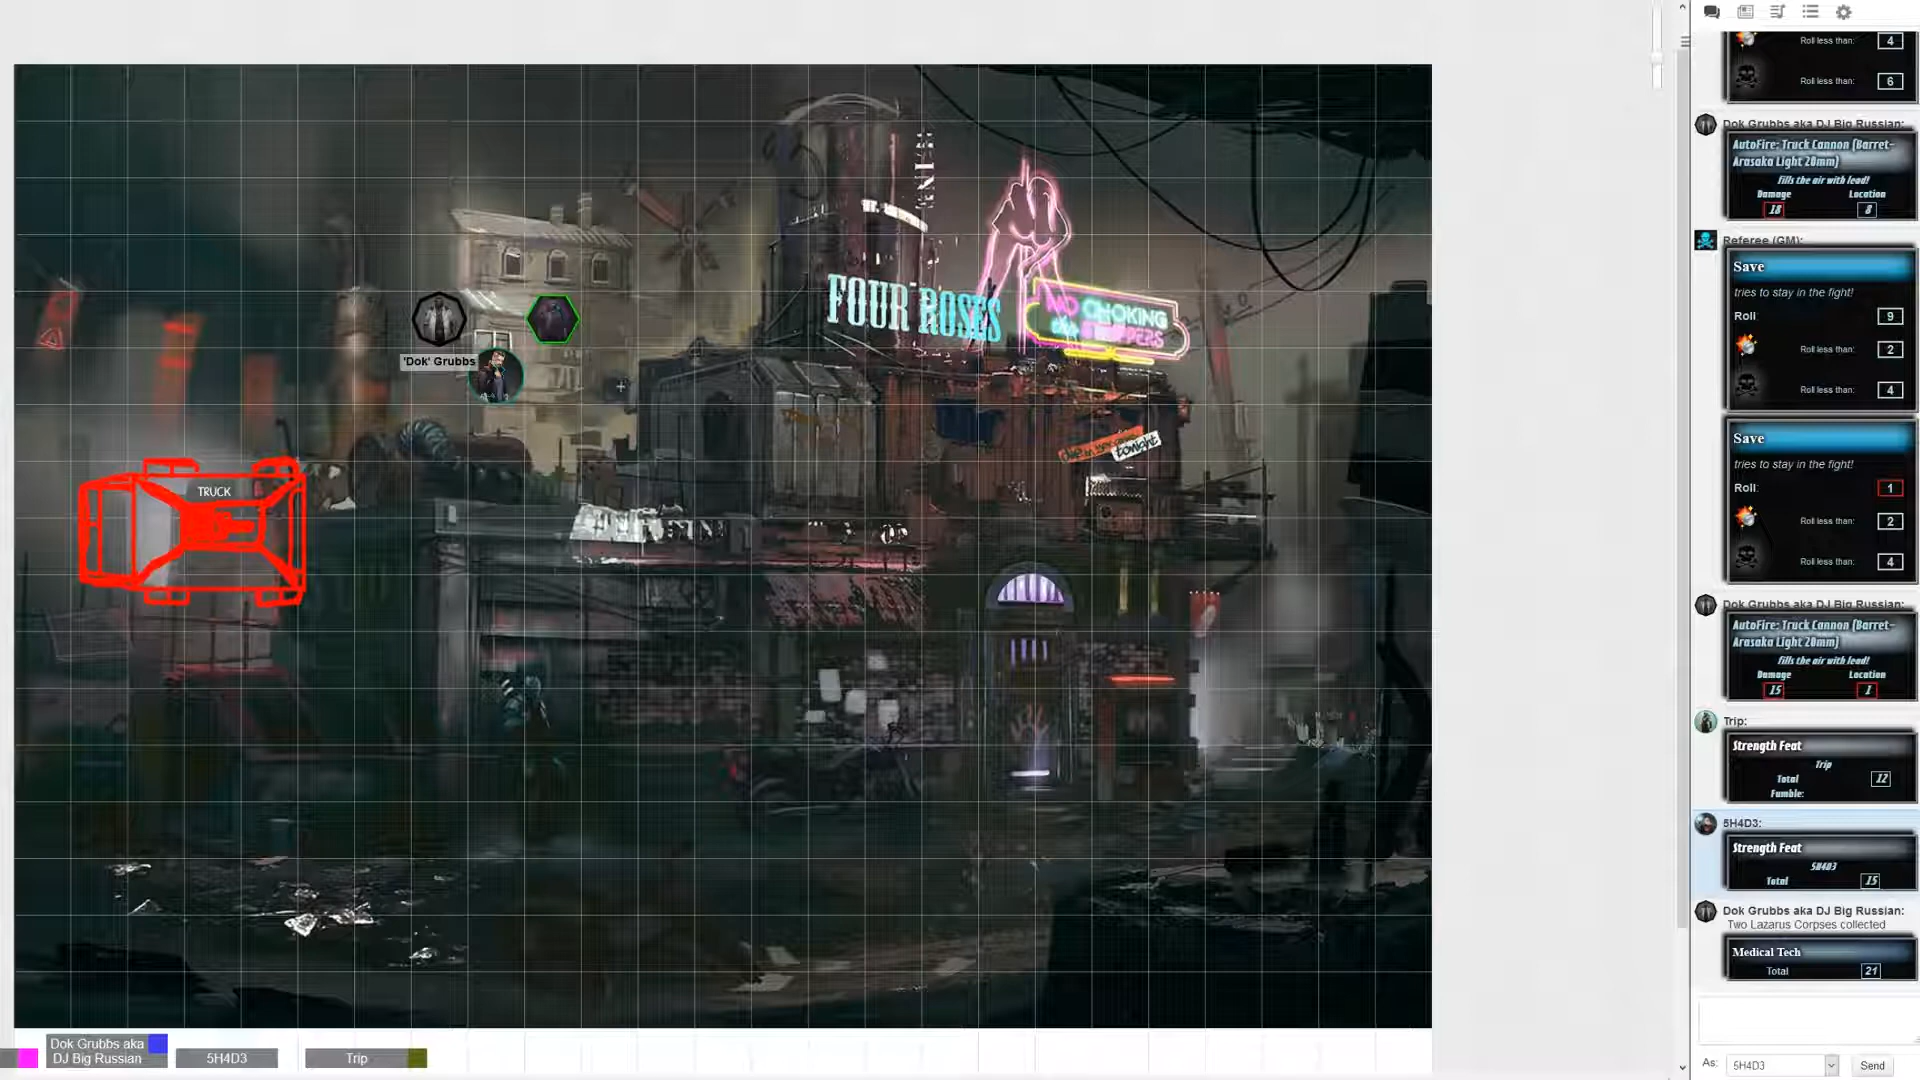 Roll less than: 4
Roll less than: 6
Dok Grubbs aka DJ Big Russian:
AutoFire: Truck Cannon (Barret-
Arasaka Light 20mm)
fills the air with lead!
Damage Location
18 8
Referee (GM):
Save
tries to stay in the fight!
Roll: 9
Roll less than: 2
Roll less than: 4
Save
tries to stay in the fight!
Roll: 1
Roll less than: 2
Roll less than: 4
Dok Grubbs aka DJ Big Russian:
AutoFire: Truck Cannon (Barret-
Arasaka Light 20mm)
fills the air with lead!
Damage Location
15 1
Trip:
Strength Feat
Trip
Total 12
Fumble:
5H4D3:
Strength Feat
5H4D3
Total 15
Dok Grubbs aka DJ Big Russian:
Two Lazarus Corpses collected
Medical Tech
Total 21
As: 5H4D3 Send
FOUR ROSES
NO CHOKING
the STRIPPERS
tonight
'Dok' Grubbs
TRUCK
Dok Grubbs aka
DJ Big Russian
5H4D3
Trip